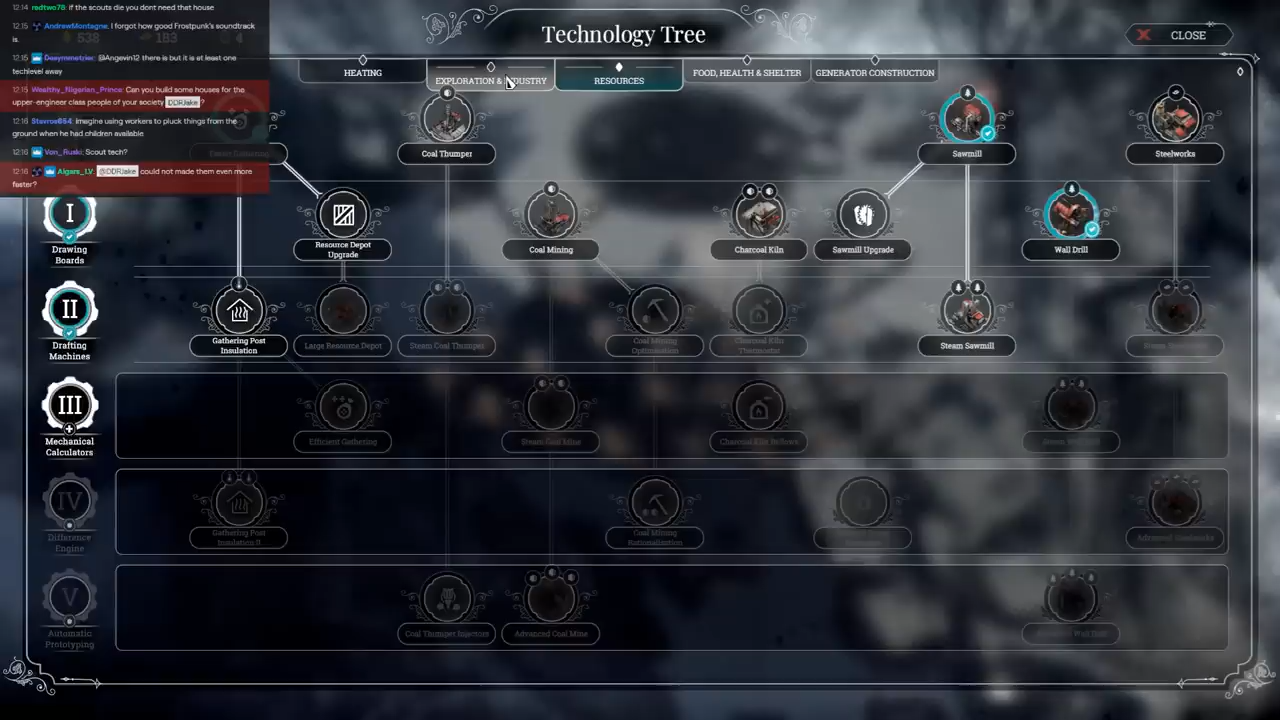 12:14 redtwo78: if the scouts die you dont need that house
12:15 AndrewMontagne: I forgot how good Frostpunk's soundtrack
is.
12:15 Dasymmetrier: @Angevin12 there is but it is at least one
techlevel away
12:15 Wealthy_Nigerian_Prince: Can you build some houses for the
upper-engineer class people of your society DDRJake ?
12:16 Stavros654: Imagine using workers to pluck things from the
ground when he had children available
12:16 Von_Ruski: Scout tech?
12:16 Aigars_LV: @DDRJake could not made them even more
faster?
Technology Tree
CLOSE
HEATING
EXPLORATION & INDUSTRY
RESOURCES
FOOD, HEALTH & SHELTER
GENERATOR CONSTRUCTION
Coal Thumper
Sawmill
Steelworks
I
Drawing
Boards
Resource Depot
Upgrade
Coal Mining
Charcoal Kiln
Sawmill Upgrade
Wall Drill
II
Drafting
Machines
Gathering Post
Insulation
Large Resource Depot
Steam Coal Thumper
Coal Mining
Optimisation
Charcoal Kiln
Thermostat
Steam Sawmill
III
Mechanical
Calculators
Efficient Gathering
Steam Coal Mine
Charcoal Kiln Bellows
IV
Difference
Engine
Gathering Post
Insulation II
Coal Mining
Rationalization
Advanced Steelworks
V
Automatic
Prototyping
Coal Thumper Injectors
Advanced Coal Mine
Advanced Wall Drill